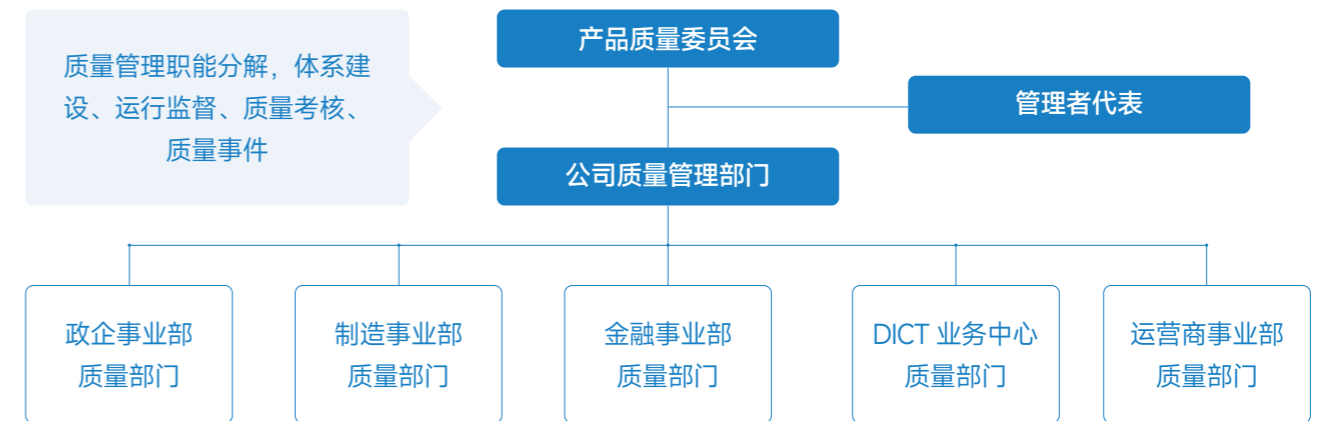 质量管理职能分解，体系建
设、运行监督、质量考核、
质量事件
产品质量委员会
管理者代表
公司质量管理部门
政企事业部
质量部门
制造事业部
质量部门
金融事业部
质量部门
DICT 业务中心
质量部门
运营商事业部
质量部门